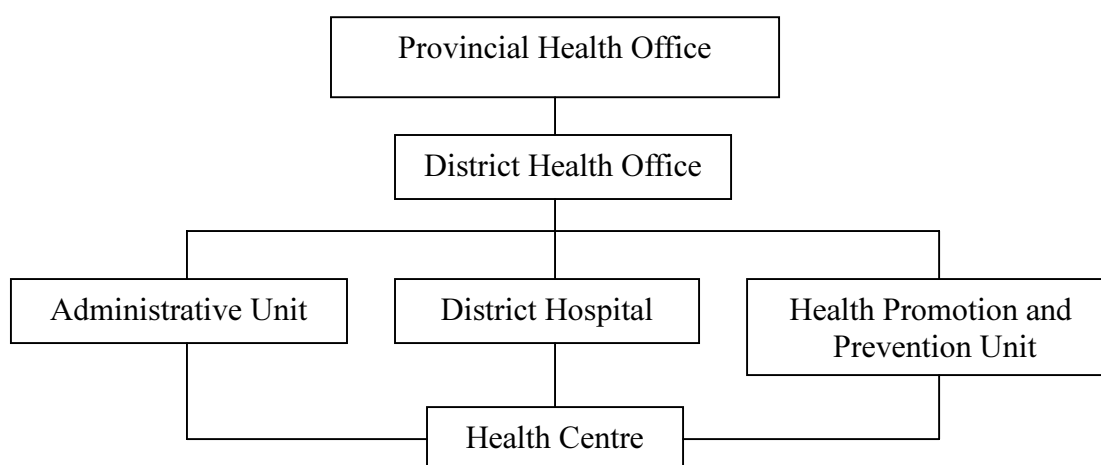 Provincial Health Office
District Health Office
Administrative Unit
District Hospital
Health Promotion and
Prevention Unit
Health Centre